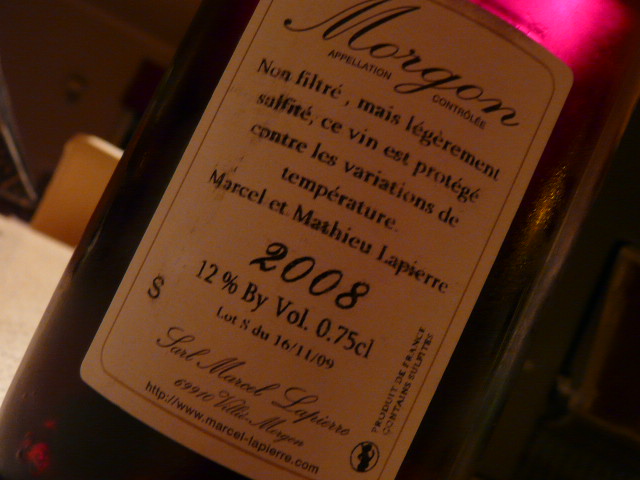 Morgon
APPELLATION CONTRÔLÉE
Non filtré , mais légèrement
sulfité, ce vin est protégé
contre les variations de
température.
Marcel et Mathieu Lapierre
2008
12 % By Vol. 0.75cl
S
Lot S du 16/11/09
Sarl Marcel Lapierre
69910 Villié-Morgon
http://www.marcel-lapierre.com
PRODUIT DE FRANCE
CONTAINS SULPITRE